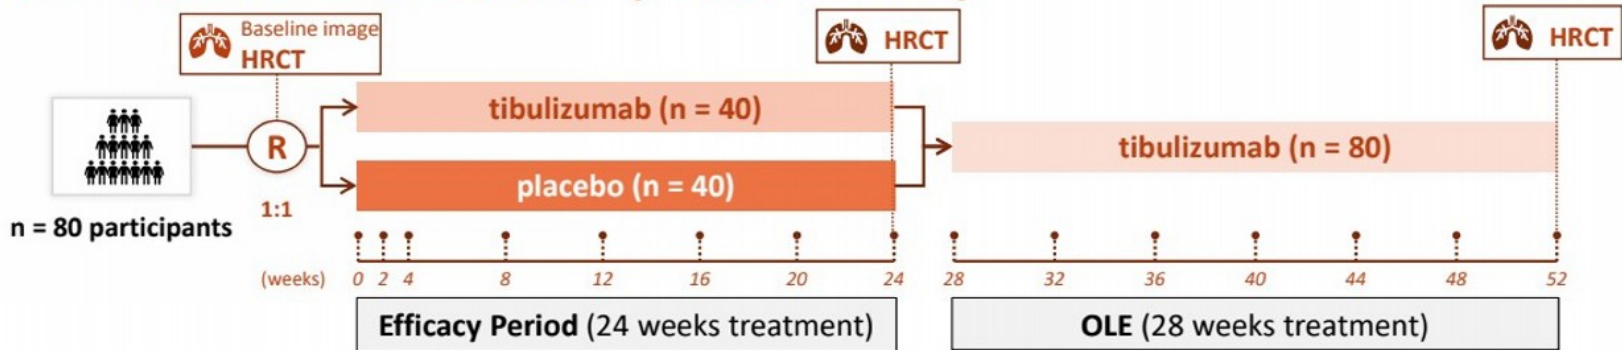 Baseline image
HRCT
HRCT
HRCT
tibulizumab (n = 40)
R
tibulizumab (n = 80)
placebo (n = 40)
1:1
n = 80 participants
(weeks) 0 2 4 8 12 16 20 24 28 32 36 40 44 48 52
Efficacy Period (24 weeks treatment)
OLE (28 weeks treatment)